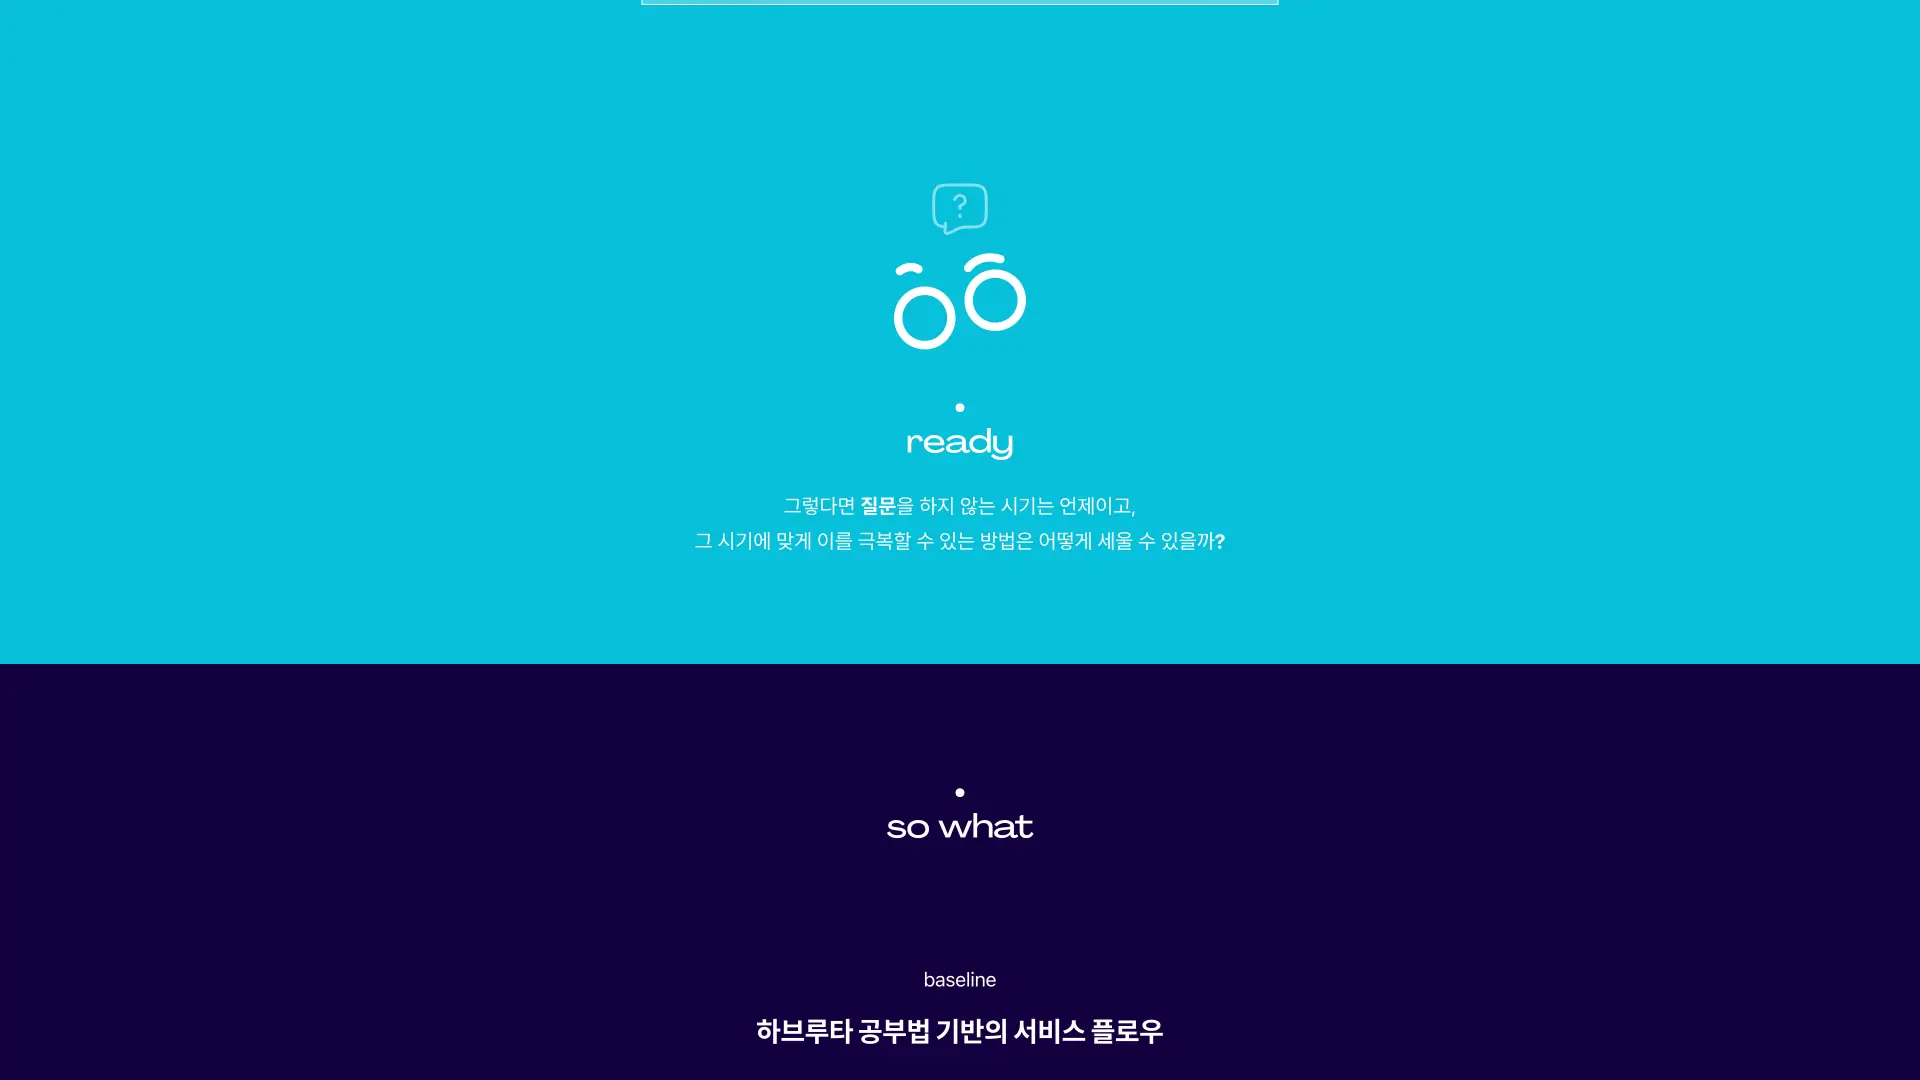 ?
ready
그렇다면 질문을 하지 않는 시기는 언제이고,
그 시기에 맞게 이를 극복할 수 있는 방법은 어떻게 세울 수 있을까?
so what
baseline
하브루타 공부법 기반의 서비스 플로우